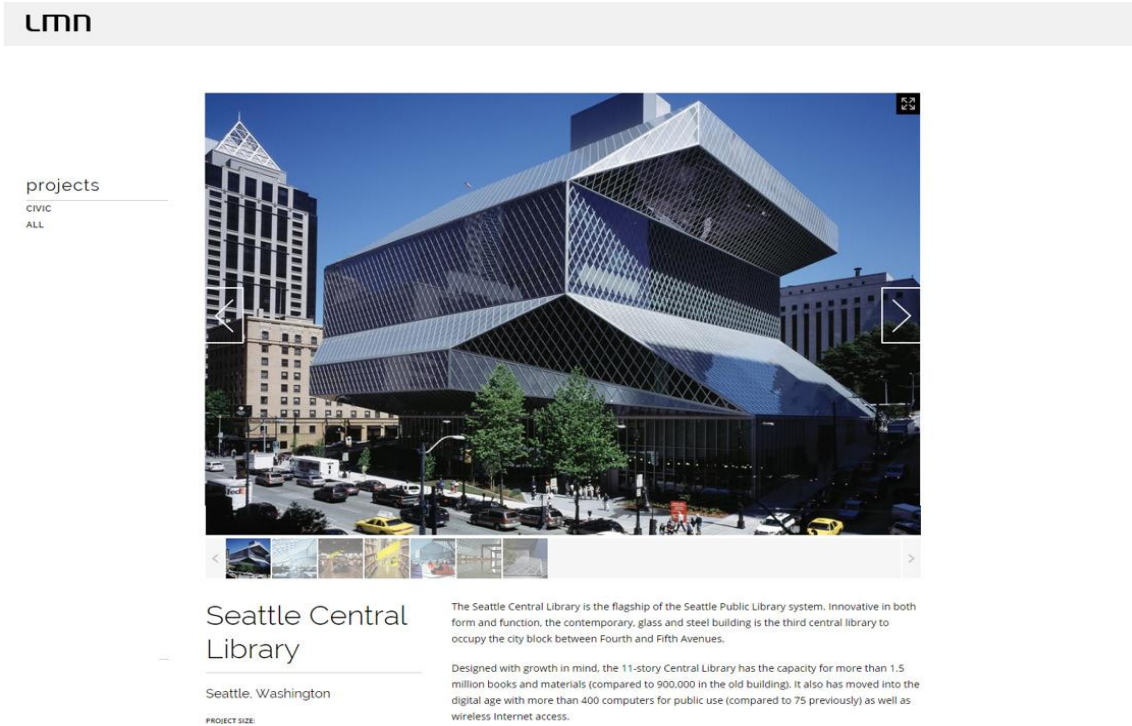 LMN
projects
CIVIC
ALL
FedEx
Seattle Central
Library
Seattle, Washington
PROJECT SIZE:
The Seattle Central Library is the flagship of the Seattle Public Library system. Innovative in both
form and function, the contemporary, glass and steel building is the third central library to
occupy the city block between Fourth and Fifth Avenues.
Designed with growth in mind, the 11-story Central Library has the capacity for more than 1.5
million books and materials (compared to 900,000 in the old building). It also has moved into the
digital age with more than 400 computers for public use (compared to 75 previously) as well as
wireless Internet access.